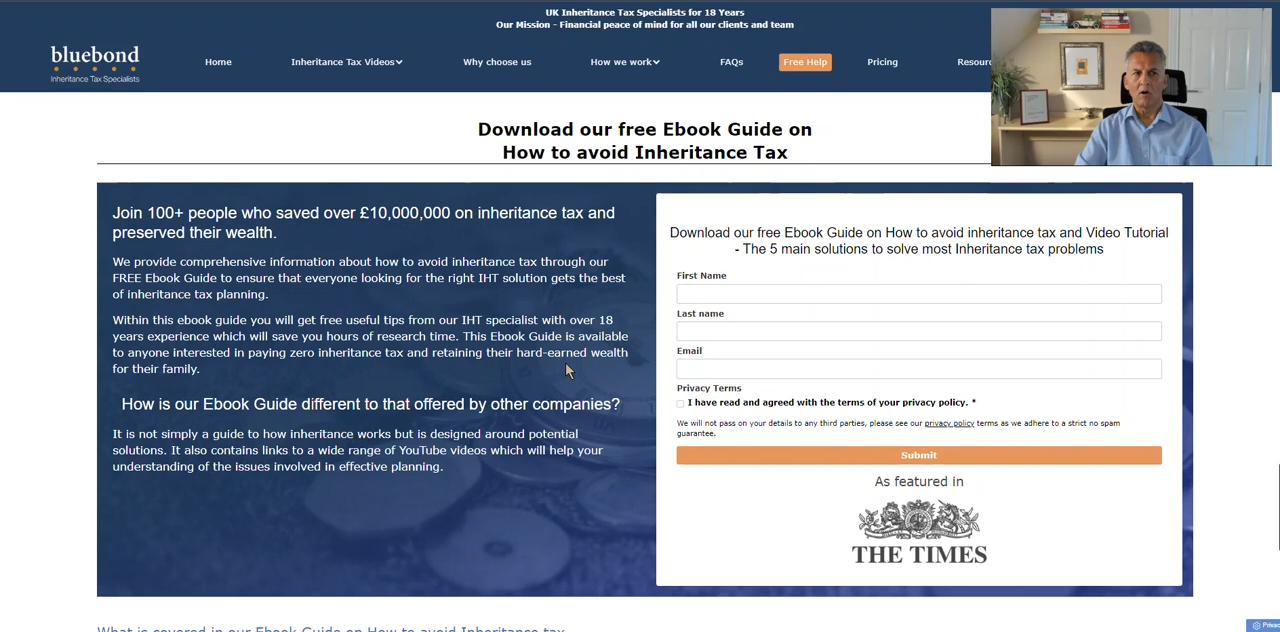 UK Inheritance Tax Specialists for 18 Years
Our Mission - Financial peace of mind for all our clients and team
bluebond
Inheritance Tax Specialists
Home
Inheritance Tax Videos
Why choose us
How we work
FAQs
Free Help
Pricing
Download our free Ebook Guide on
How to avoid Inheritance Tax
Join 100+ people who saved over £10,000,000 on inheritance tax and
preserved their wealth.
We provide comprehensive information about how to avoid inheritance tax through our
FREE Ebook Guide to ensure that everyone looking for the right IHT solution gets the best
of inheritance tax planning.
Within this ebook guide you will get free useful tips from our IHT specialist with over 18
years experience which will save you hours of research time. This Ebook Guide is available
to anyone interested in paying zero inheritance tax and retaining their hard-earned wealth
for their family.
How is our Ebook Guide different to that offered by other companies?
It is not simply a guide to how inheritance works but is designed around potential
solutions. It also contains links to a wide range of YouTube videos which will help your
understanding of the issues involved in effective planning.
Download our free Ebook Guide on How to avoid inheritance tax and Video Tutorial
- The 5 main solutions to solve most Inheritance tax problems
First Name
Last name
Email
Privacy Terms
I have read and agreed with the terms of your privacy policy. *
We will not pass on your details to any third parties, please see our privacy policy terms as we adhere to a strict no spam
guarantee.
Submit
As featured in
THE TIMES
What is covered in our Ebook Guide on How to avoid Inheritance tax